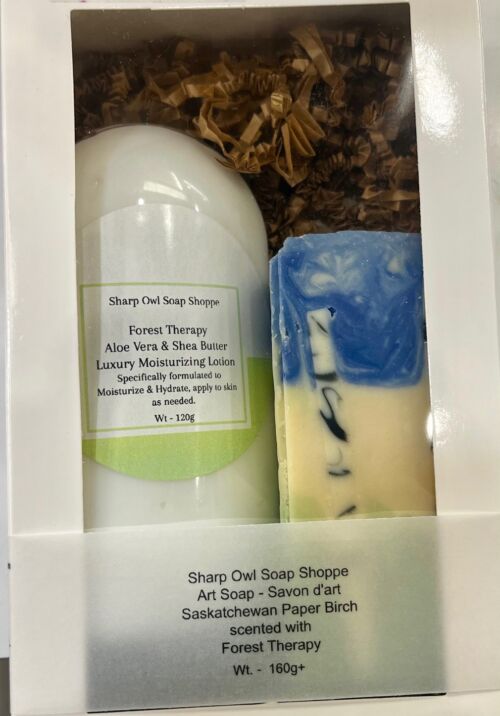 Sharp Owl Soap Shoppe
Forest Therapy
Aloe Vera & Shea Butter
Luxury Moisturizing Lotion
Specifically formulated to
Moisturize & Hydrate, apply to skin
as needed.
Wt - 120g
Sharp Owl Soap Shoppe
Art Soap - Savon d'art
Saskatchewan Paper Birch
scented with
Forest Therapy
Wt. - 160g+